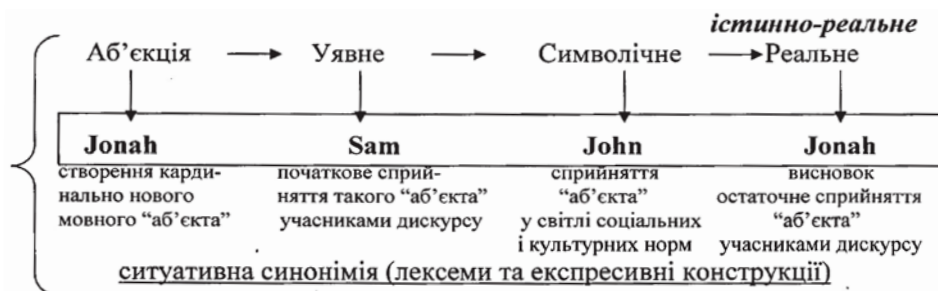 істинно-реальне
Аб’єкція Уявне Символічне Реальне
Jonah Sam John Jonah
створення карди- початкове сприй- сприйняття висновок
нально нового няття такого “аб’єкта” “аб’єкта” остаточне сприйняття
мовного “аб’єкта” учасниками дискурсу у світлі соціальних “аб’єкта”
і культурних норм учасниками дискурсу
ситуативна синонімія (лексеми та експресивні конструкції)